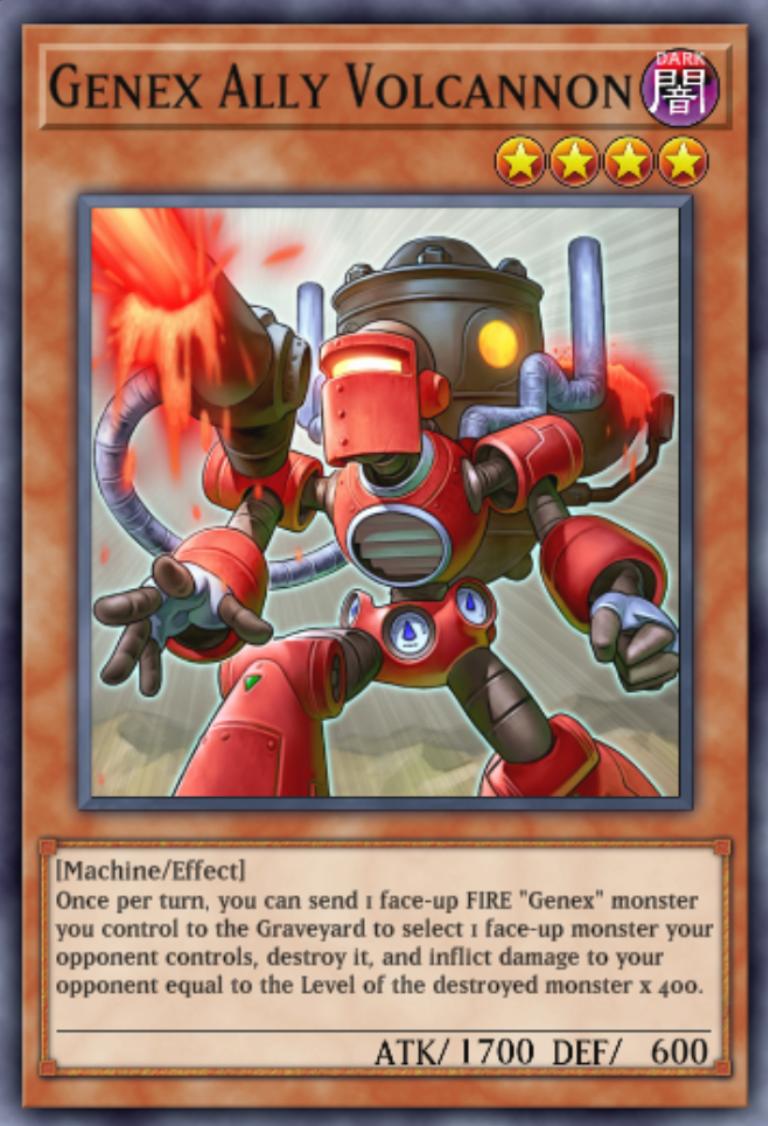 GENEX ALLY VOLCANNON
DARK
闇
[Machine/Effect]
Once per turn, you can send 1 face-up FIRE "Genex" monster
you control to the Graveyard to select 1 face-up monster your
opponent controls, destroy it, and inflict damage to your
opponent equal to the Level of the destroyed monster x 400.
ATK/ 1700 DEF/ 600